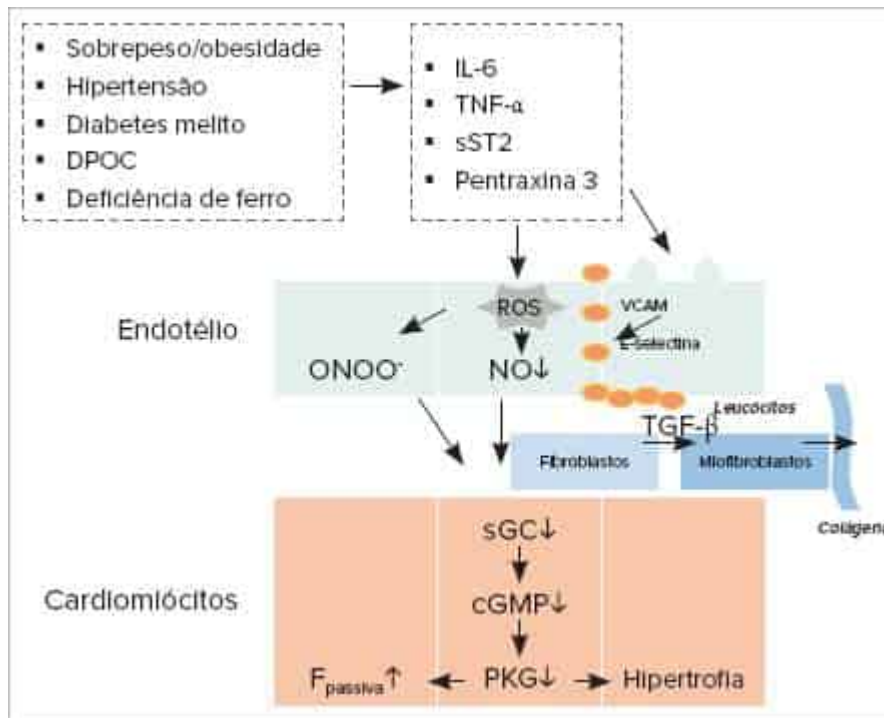 ▪ Sobrepeso/obesidade
▪ Hipertensão
▪ Diabetes melito
▪ DPOC
▪ Deficiência de ferro
▪ IL-6
▪ TNF-α
▪ sST2
▪ Pentraxina 3
Endotélio
ROS
VCAM
E-selectina
ONOO⁻
NO↓
Leucócitos
TGF-β
Fibroblastos
Miofibroblastos
Colágeno
Cardiomiócitos
sGC↓
cGMP↓
Fpassiva↑
PKG↓
Hipertrofia